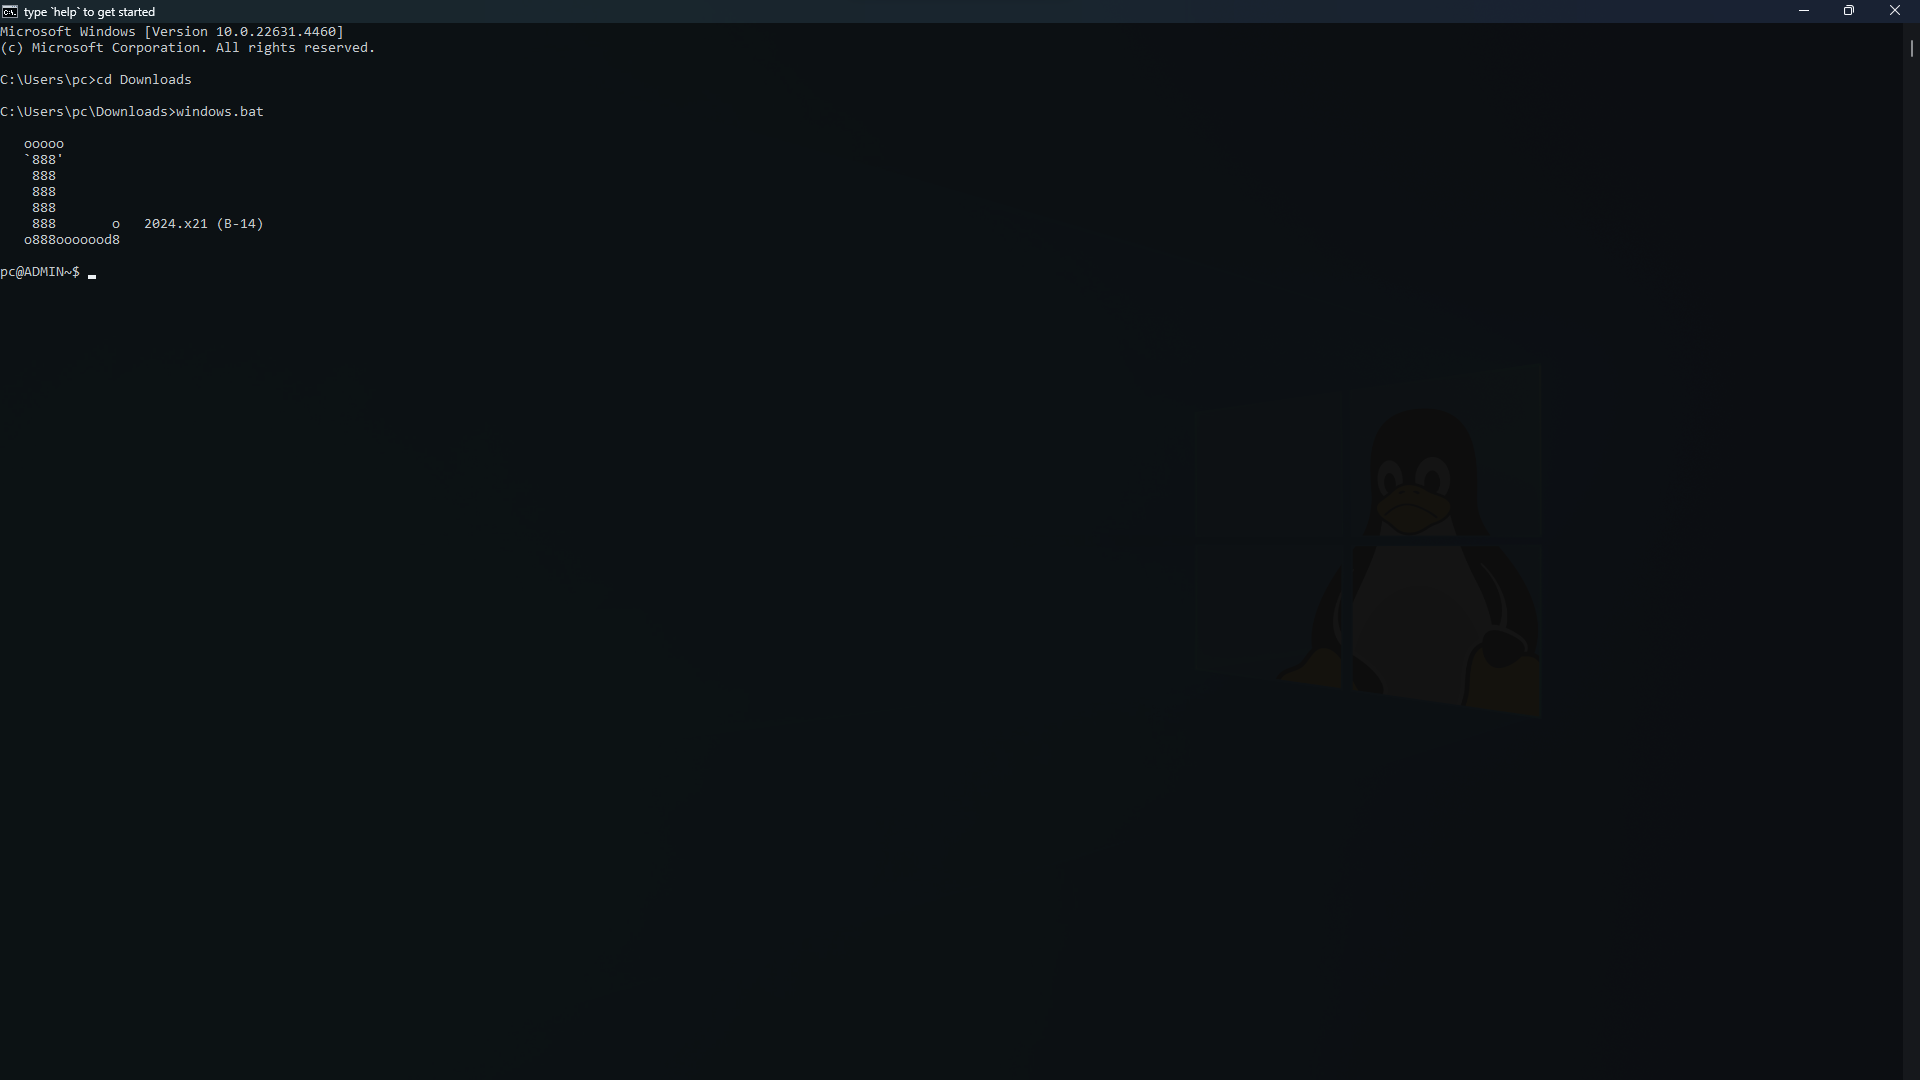 type `help` to get started
Microsoft Windows [Version 10.0.22631.4460]
(c) Microsoft Corporation. All rights reserved.

C:\Users\pc>cd Downloads

C:\Users\pc\Downloads>windows.bat

   ooooo
   `888'
    888
    888
    888
    888       o   2024.x21 (B-14)
   o888ooooood8

pc@ADMIN~$ _